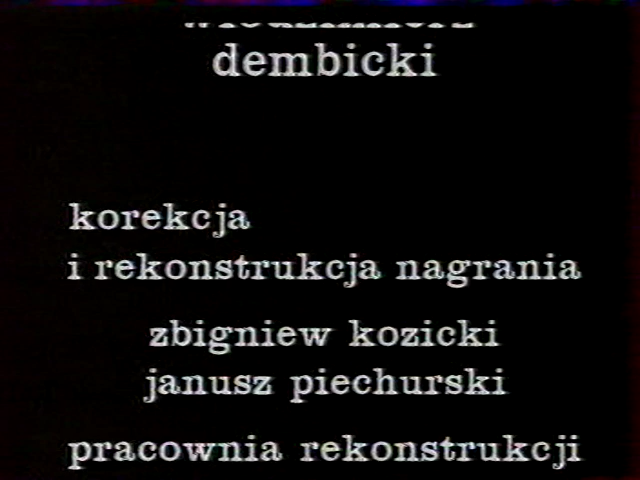 dembicki
korekcja
i rekonstrukcja nagrania
zbigniew kozicki
janusz piechurski
pracownia rekonstrukcji